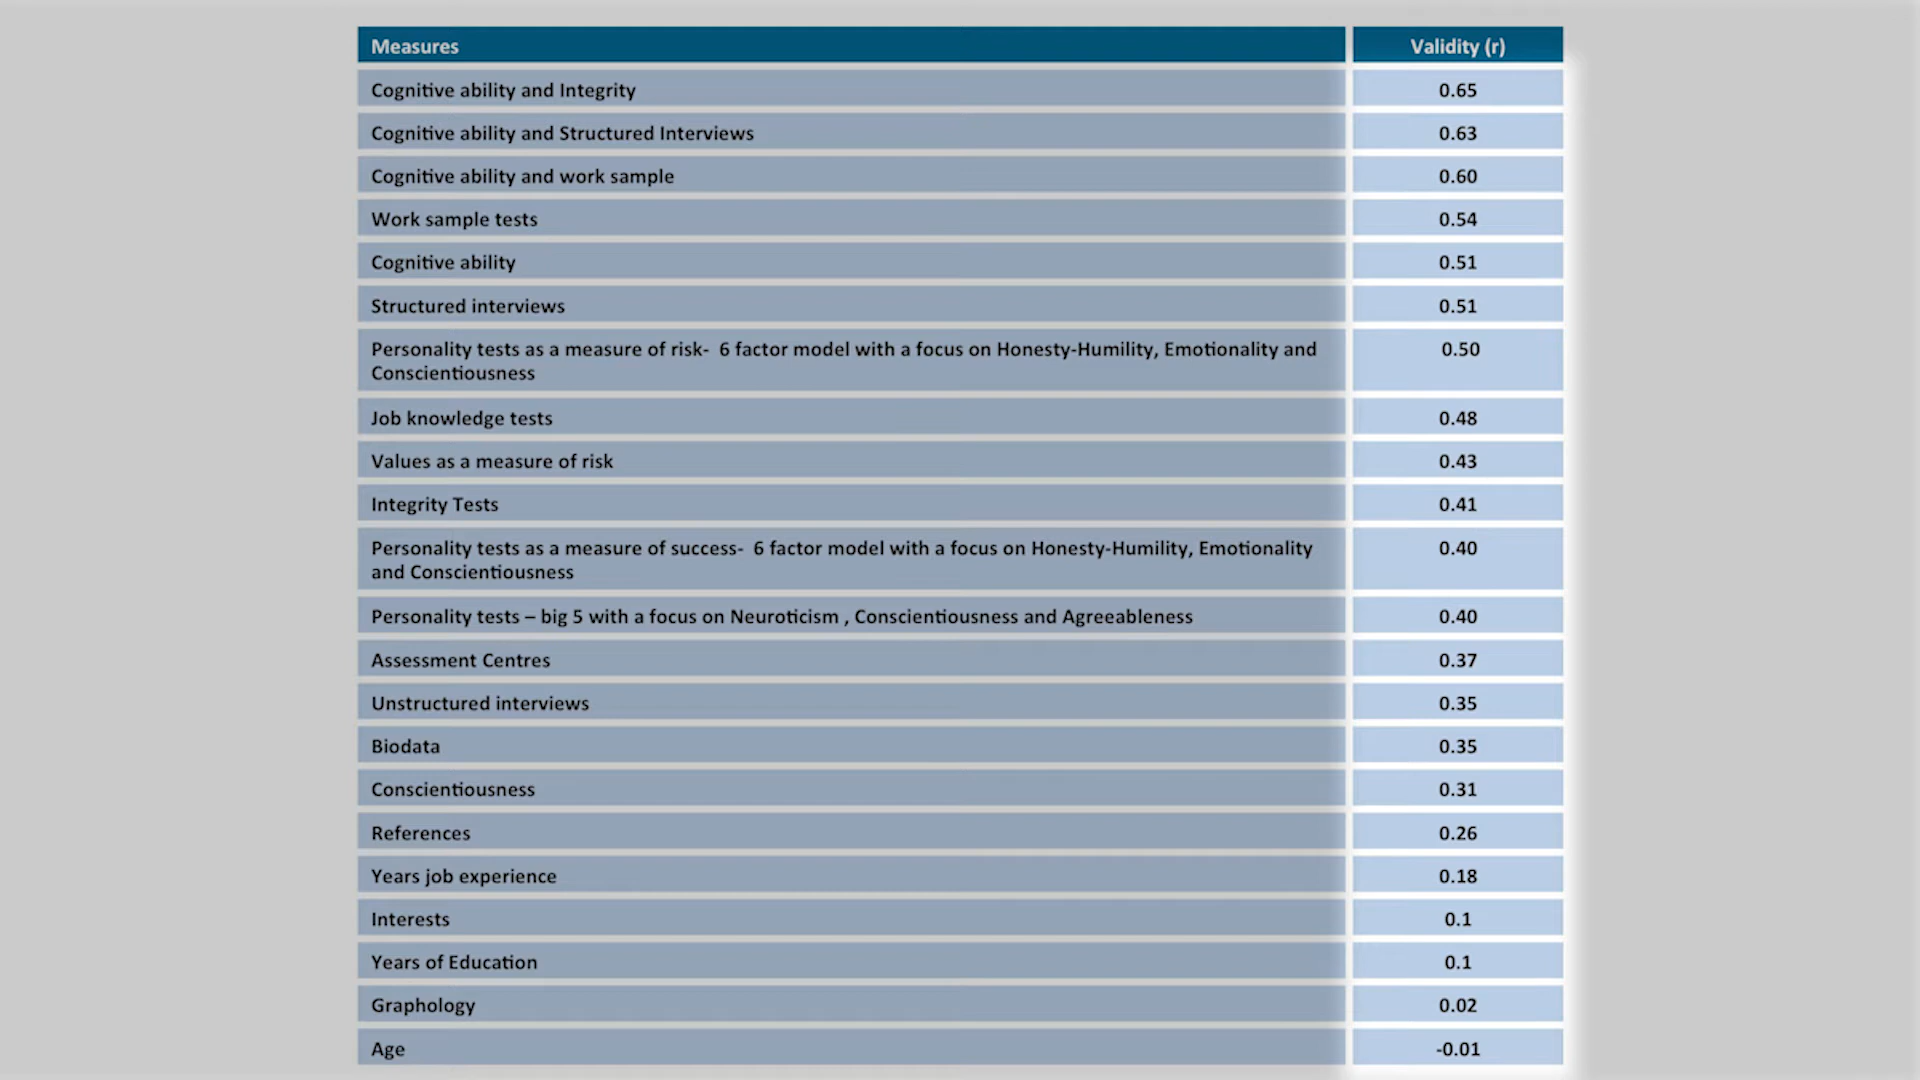 Measures Validity (r)
Cognitive ability and Integrity 0.65
Cognitive ability and Structured Interviews 0.63
Cognitive ability and work sample 0.60
Work sample tests 0.54
Cognitive ability 0.51
Structured interviews 0.51
Personality tests as a measure of risk-  6 factor model with a focus on Honesty-Humility, Emotionality and 0.50
Conscientiousness
Job knowledge tests 0.48
Values as a measure of risk 0.43
Integrity Tests 0.41
Personality tests as a measure of success-  6 factor model with a focus on Honesty-Humility, Emotionality 0.40
and Conscientiousness
Personality tests – big 5 with a focus on Neuroticism , Conscientiousness and Agreeableness 0.40
Assessment Centres 0.37
Unstructured interviews 0.35
Biodata 0.35
Conscientiousness 0.31
References 0.26
Years job experience 0.18
Interests 0.1
Years of Education 0.1
Graphology 0.02
Age -0.01